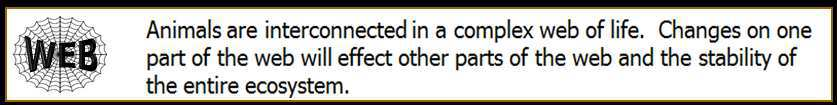 WEB
Animals are interconnected in a complex web of life.  Changes on one
part of the web will effect other parts of the web and the stability of
the entire ecosystem.